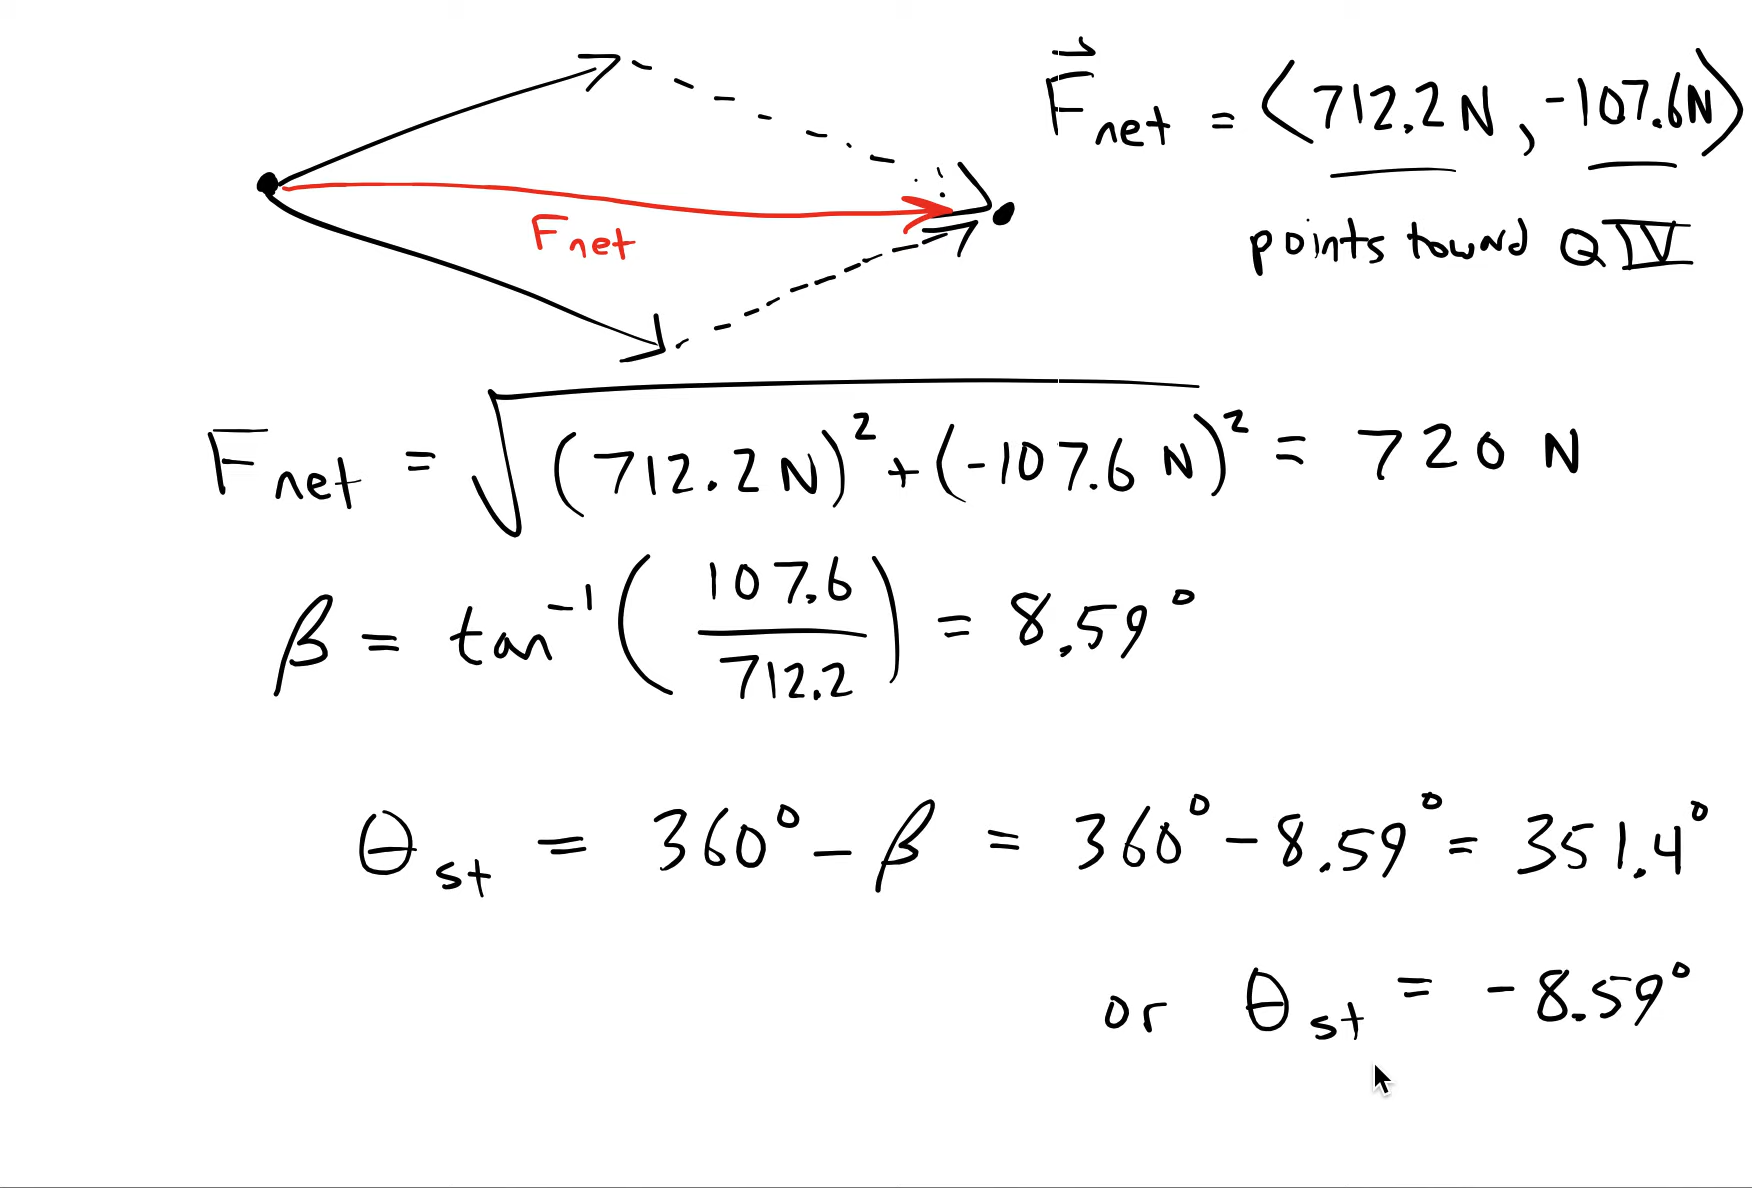 F⃗net = ⟨712.2 N, -107.6 N⟩
Fnet
points toward QIV
Fnet = √((712.2 N)² + (-107.6 N)²) = 720 N
β = tan⁻¹(107.6/712.2) = 8.59°
θst = 360° - β = 360° - 8.59° = 351.4°
or θst = -8.59°